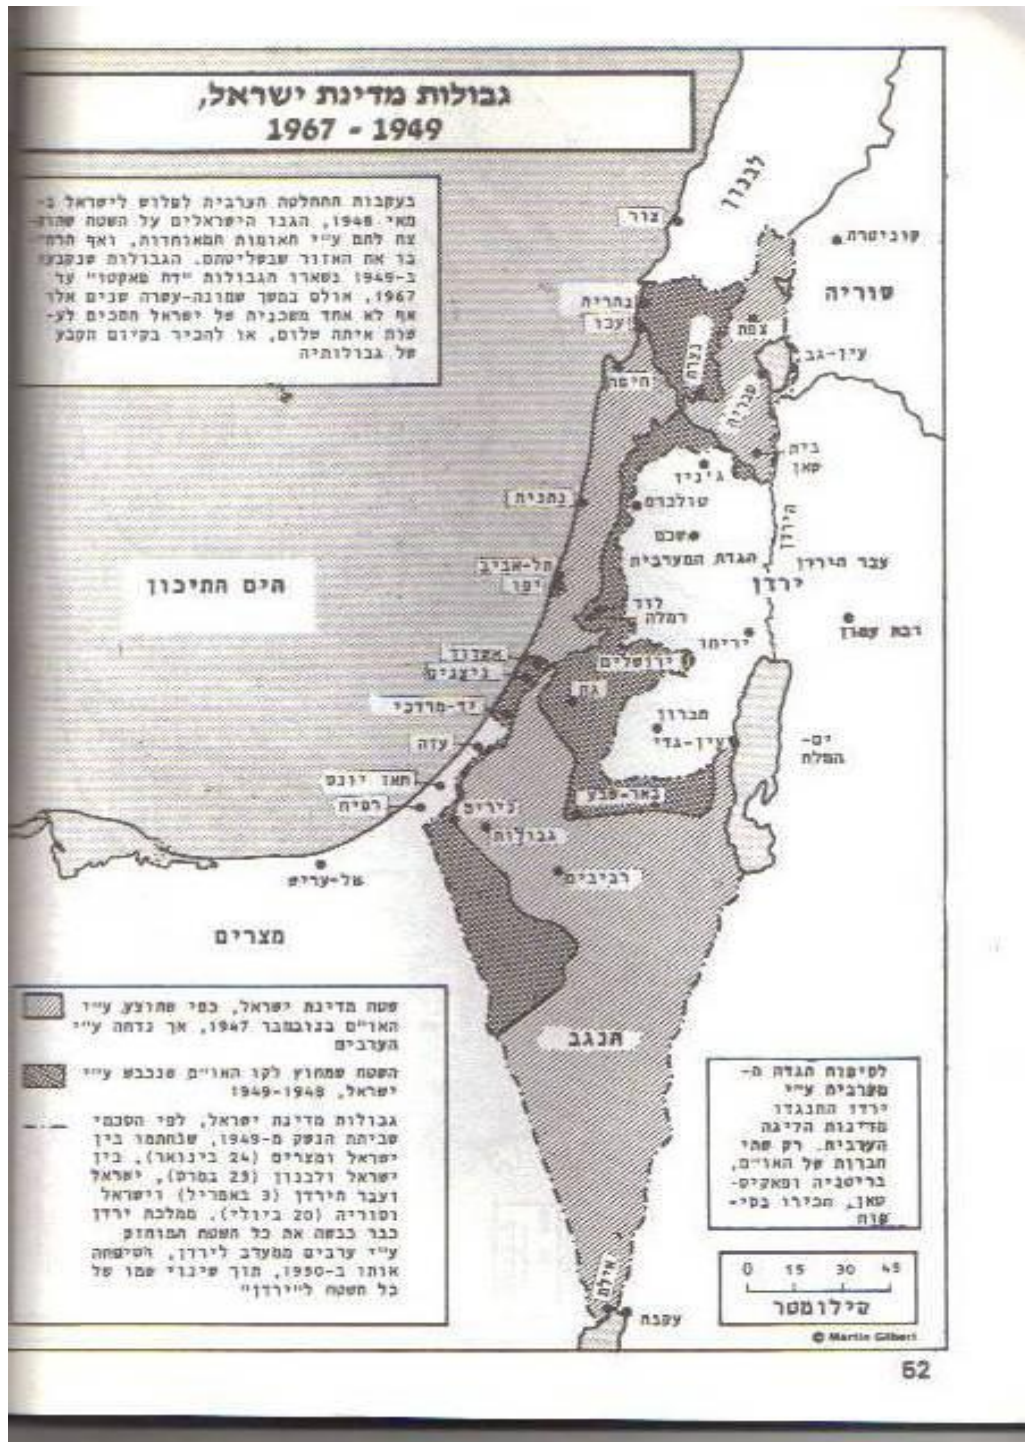 גבולות מדינת ישראל,
1967 - 1949
בעקבות ההחלטה הערבית לפלוש לישראל ב-
מאי 1948, הגבו הישראלים על השטח שהוק-
צה להם ע"י האומות המאוחדות, ואף הרחי-
בו את האזור שבשליטתם. הגבולות שנקבעו
ב-1949 נשארו הגבולות "דה פאקטו" עד
1967, אולם במשך שמונה-עשרה שנים אלו
אף לא אחד משכניה של ישראל הסכים לע-
שות איתה שלום, או להכיר בקיום הקבע
של גבולותיה
לבנון
צור
קוניטרה
סוריה
נהריה
עכו
צפת
נצרת
עין-גב
חיפה
טבריה
בית
שאן
ג'נין
נתניה
טולכרם
הירדן
שכם
הגדה המערבית
עבר הירדן
תל-אביב
יפו
ירדן
הים התיכון
לוד
רמלה
רבת עמון
יריחו
אשדוד
ירושלים
ניצנים
גת
יד-מרדכי
חברון
עזה
עין-גדי
ים-
המלח
חאן יונס
באר-שבע
רפיח
נירים
גבולות
רביבים
אל-עריש
מצרים
הנגב
שטח מדינת ישראל, כפי שהוצע ע"י
האו"ם בנובמבר 1947, אך נדחה ע"י
הערבים
השטח שמחוץ לקו האו"ם שנכבש ע"י
ישראל, 1948-1949
גבולות מדינת ישראל, לפי הסכמי
שביתת הנשק מ-1949, שנחתמו בין
ישראל ומצרים (24 בינואר), בין
ישראל ולבנון (23 במרס), ישראל
ועבר הירדן (3 באפריל) וישראל
וסוריה (20 ביולי). ממלכת ירדן
כבר כבשה את כל השטח המוחזק
ע"י ערבים ממערב לירדן, וסיפחה
אותו ב-1950, תוך שינוי שמו של
כל השטח ל"ירדן"
לסיפוח הגדה ה-
מערבית ע"י
ירדן התנגדו
מדינות הליגה
הערבית. רק שתי
חברות של האו"ם,
בריטניה ופאקיס-
טאן, הכירו בסי-
פוח
אילת
עקבה
0 15 30 45
קילומטר
© Martin Gilbert
52